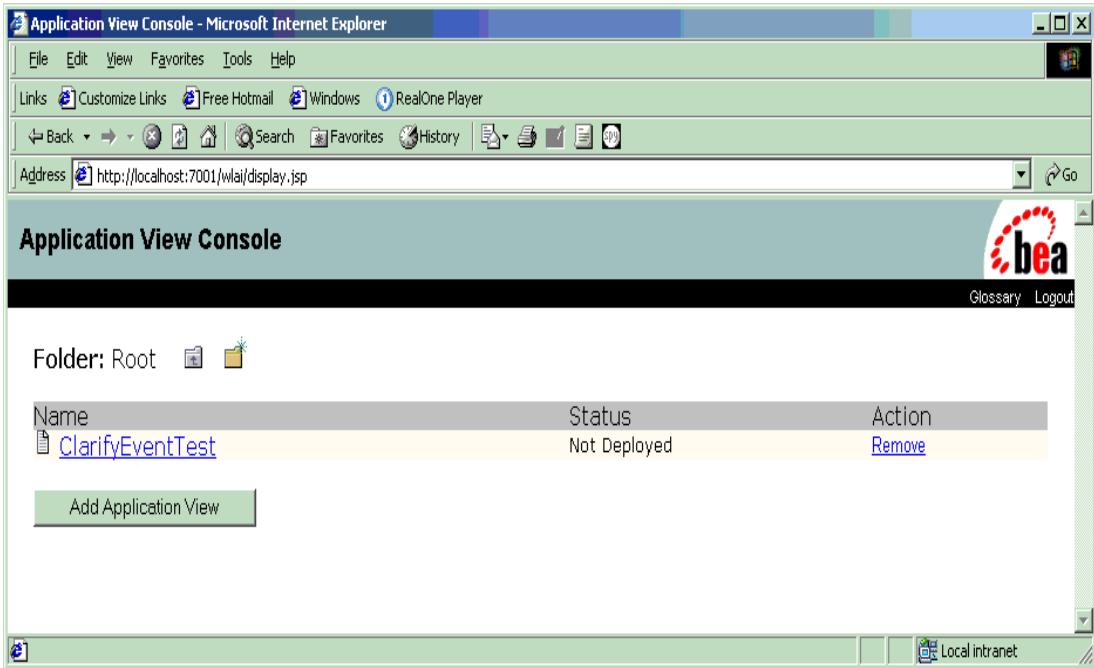 Application View Console - Microsoft Internet Explorer
File Edit View Favorites Tools Help
Links Customize Links Free Hotmail Windows RealOne Player
Back Search Favorites History
Address http://localhost:7001/wlai/display.jsp Go
Application View Console
bea
Glossary Logout
Folder: Root
Name Status Action
ClarifyEventTest Not Deployed Remove
Add Application View
Local intranet